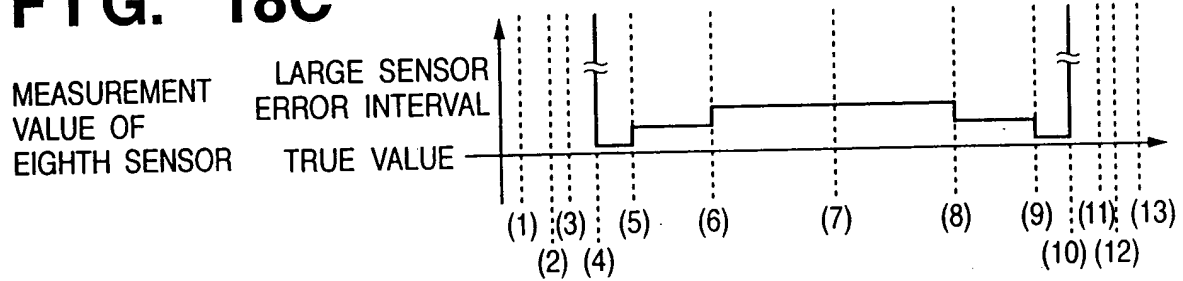 FIG. 18C
MEASUREMENT
VALUE OF
EIGHTH SENSOR
LARGE SENSOR
ERROR INTERVAL
TRUE VALUE
(1) (3) (5) (6) (7) (8) (9) (11) (13)
(2) (4) (10) (12)